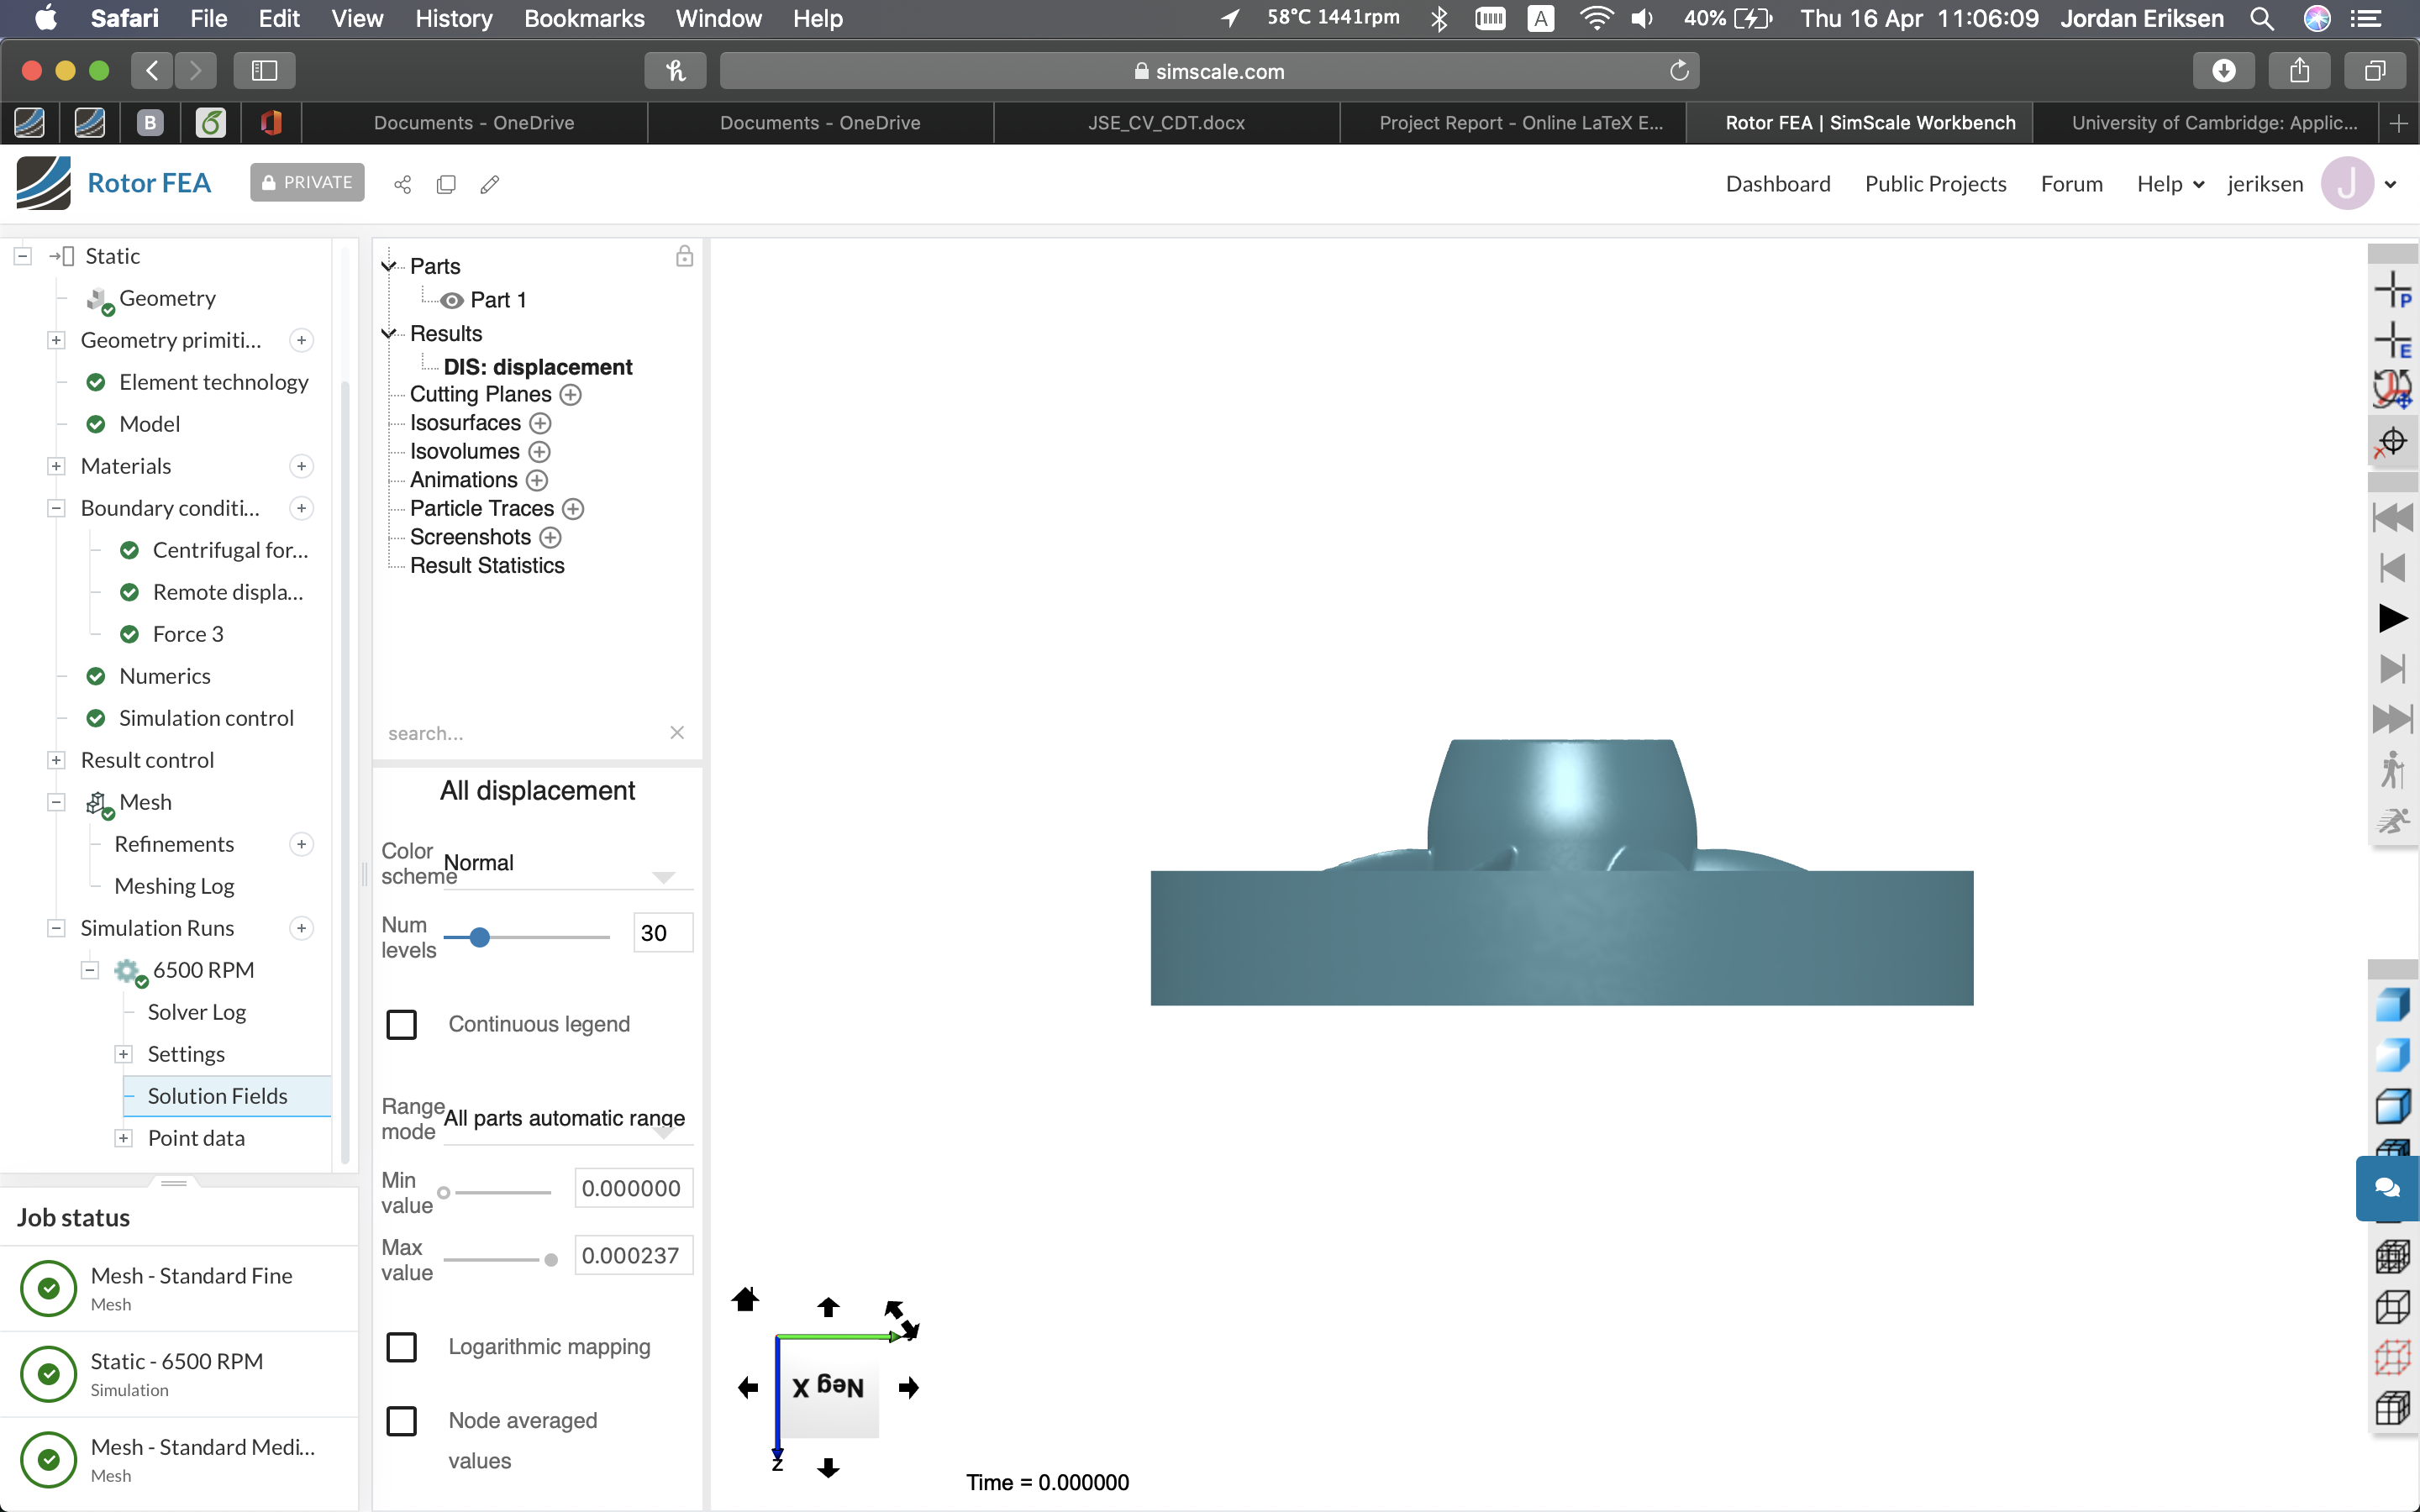 Safari File Edit View History Bookmarks Window Help
58°C 1441rpm A 40% Thu 16 Apr 11:06:09 Jordan Eriksen
simscale.com
B
Documents - OneDrive
Documents - OneDrive
JSE_CV_CDT.docx
Project Report - Online LaTeX E...
Rotor FEA | SimScale Workbench
University of Cambridge: Applic...
Rotor FEA
PRIVATE
Dashboard
Public Projects
Forum
Help
jeriksen
J
Static
Geometry
Geometry primiti...
Element technology
Model
Materials
Boundary conditi...
Centrifugal for...
Remote displa...
Force 3
Numerics
Simulation control
Result control
Mesh
Refinements
Meshing Log
Simulation Runs
6500 RPM
Solver Log
Settings
Solution Fields
Point data
Job status
Mesh - Standard Fine
Mesh
Static - 6500 RPM
Simulation
Mesh - Standard Medi...
Mesh
Parts
Part 1
Results
DIS: displacement
Cutting Planes
Isosurfaces
Isovolumes
Animations
Particle Traces
Screenshots
Result Statistics
search...
All displacement
Color
scheme
Normal
Num
levels
30
Continuous legend
Range
mode
All parts automatic range
Min
value
0.000000
Max
value
0.000237
Logarithmic mapping
Node averaged
values
Neg X
Z
Time = 0.000000
P
E